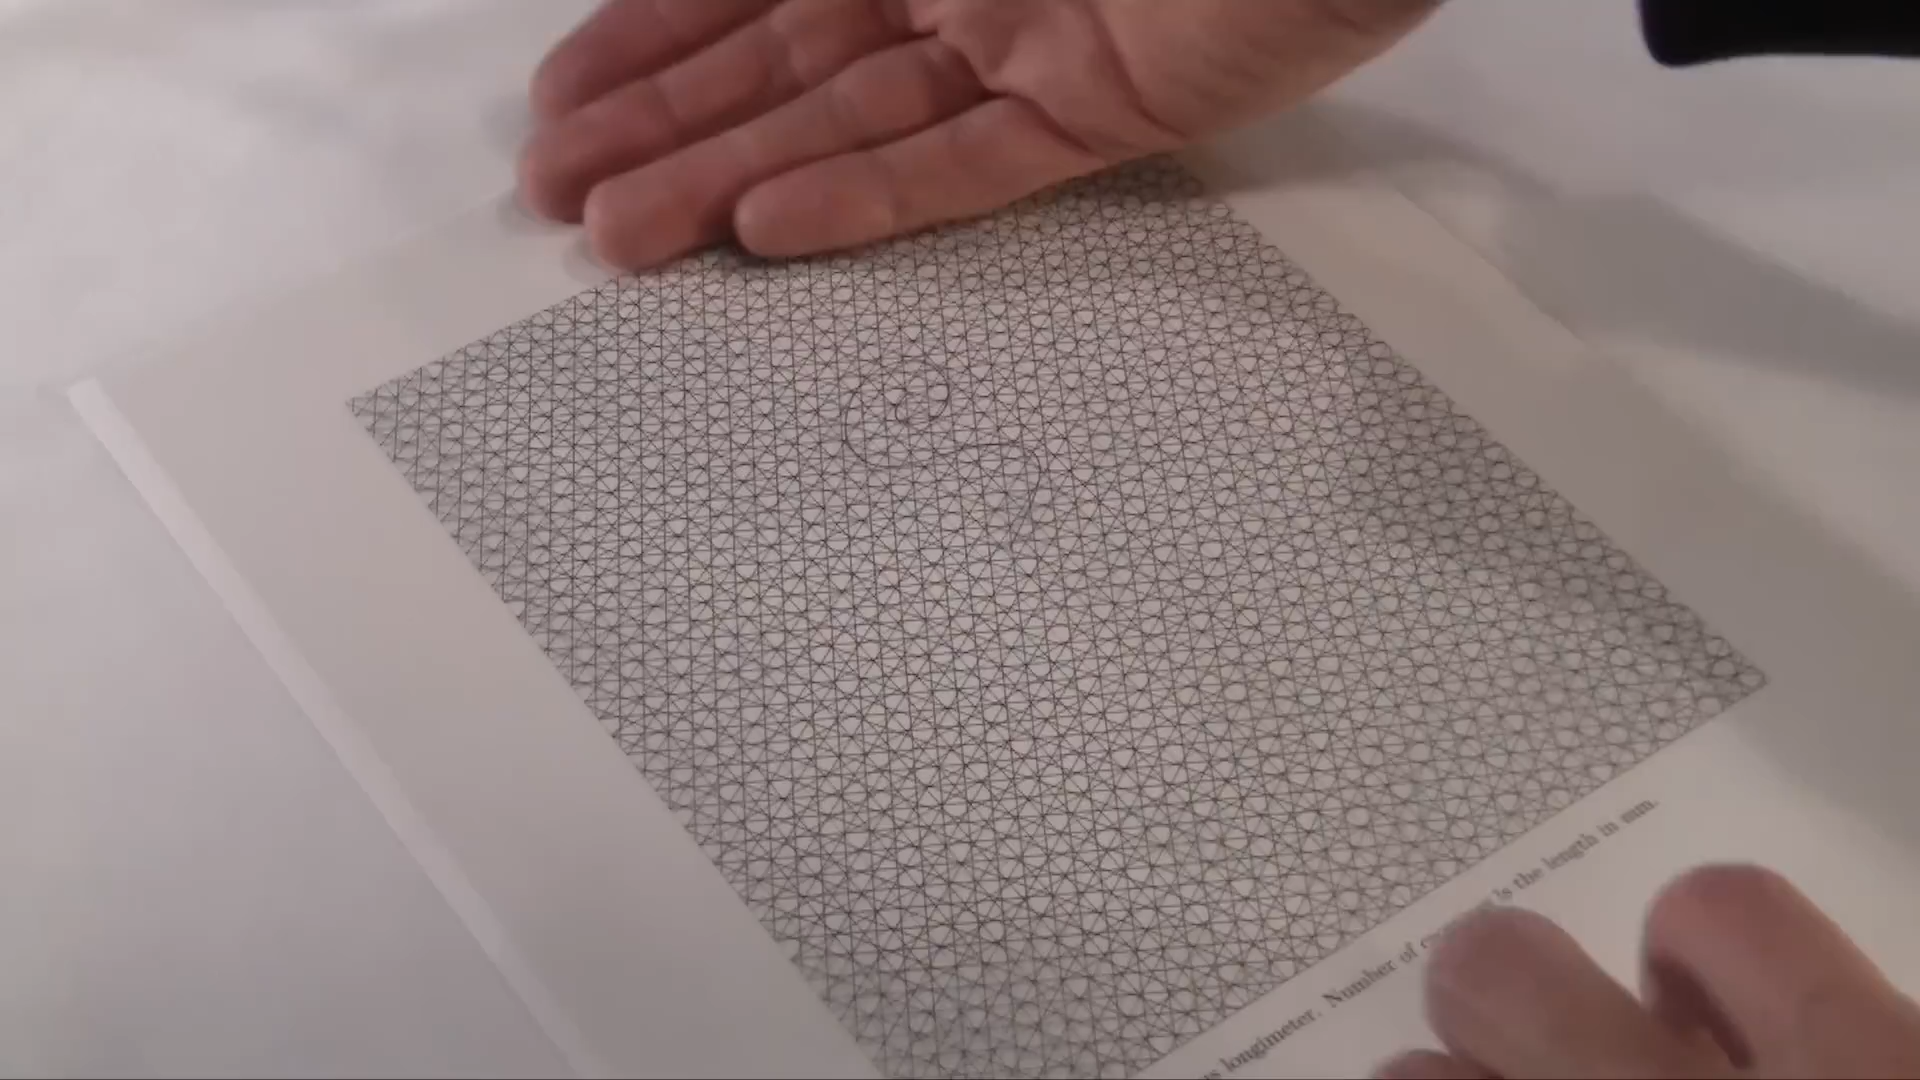 longimeter. Number of is the length in mm.